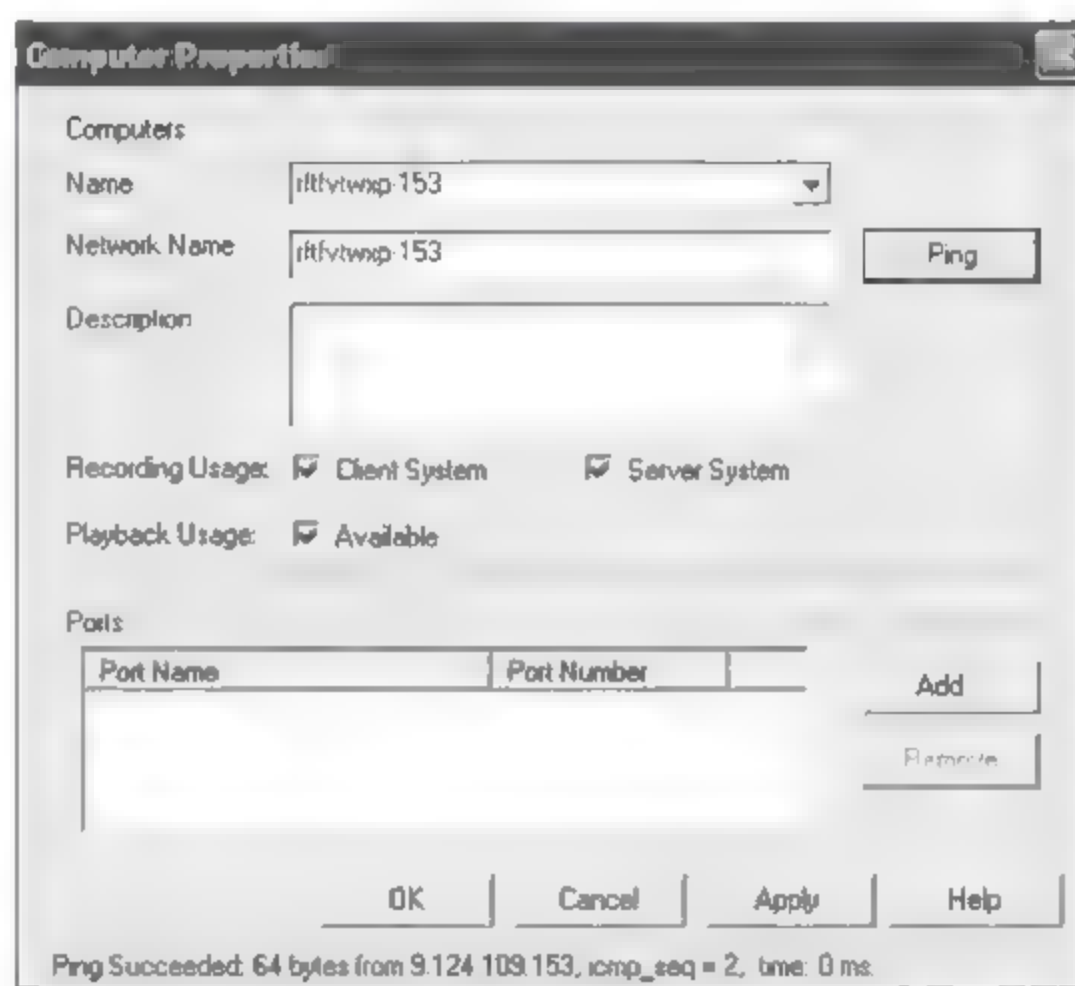 Computer Properties
Computers
Name
rftfvtwxp-153
Network Name
rftfvtwxp-153
Ping
Description
Recording Usage: Client System Server System
Playback Usage: Available
Ports
Port Name Port Number
Add
Remove
OK Cancel Apply Help
Ping Succeeded: 64 bytes from 9.124.109.153, icmp_seq = 2, time: 0 ms.